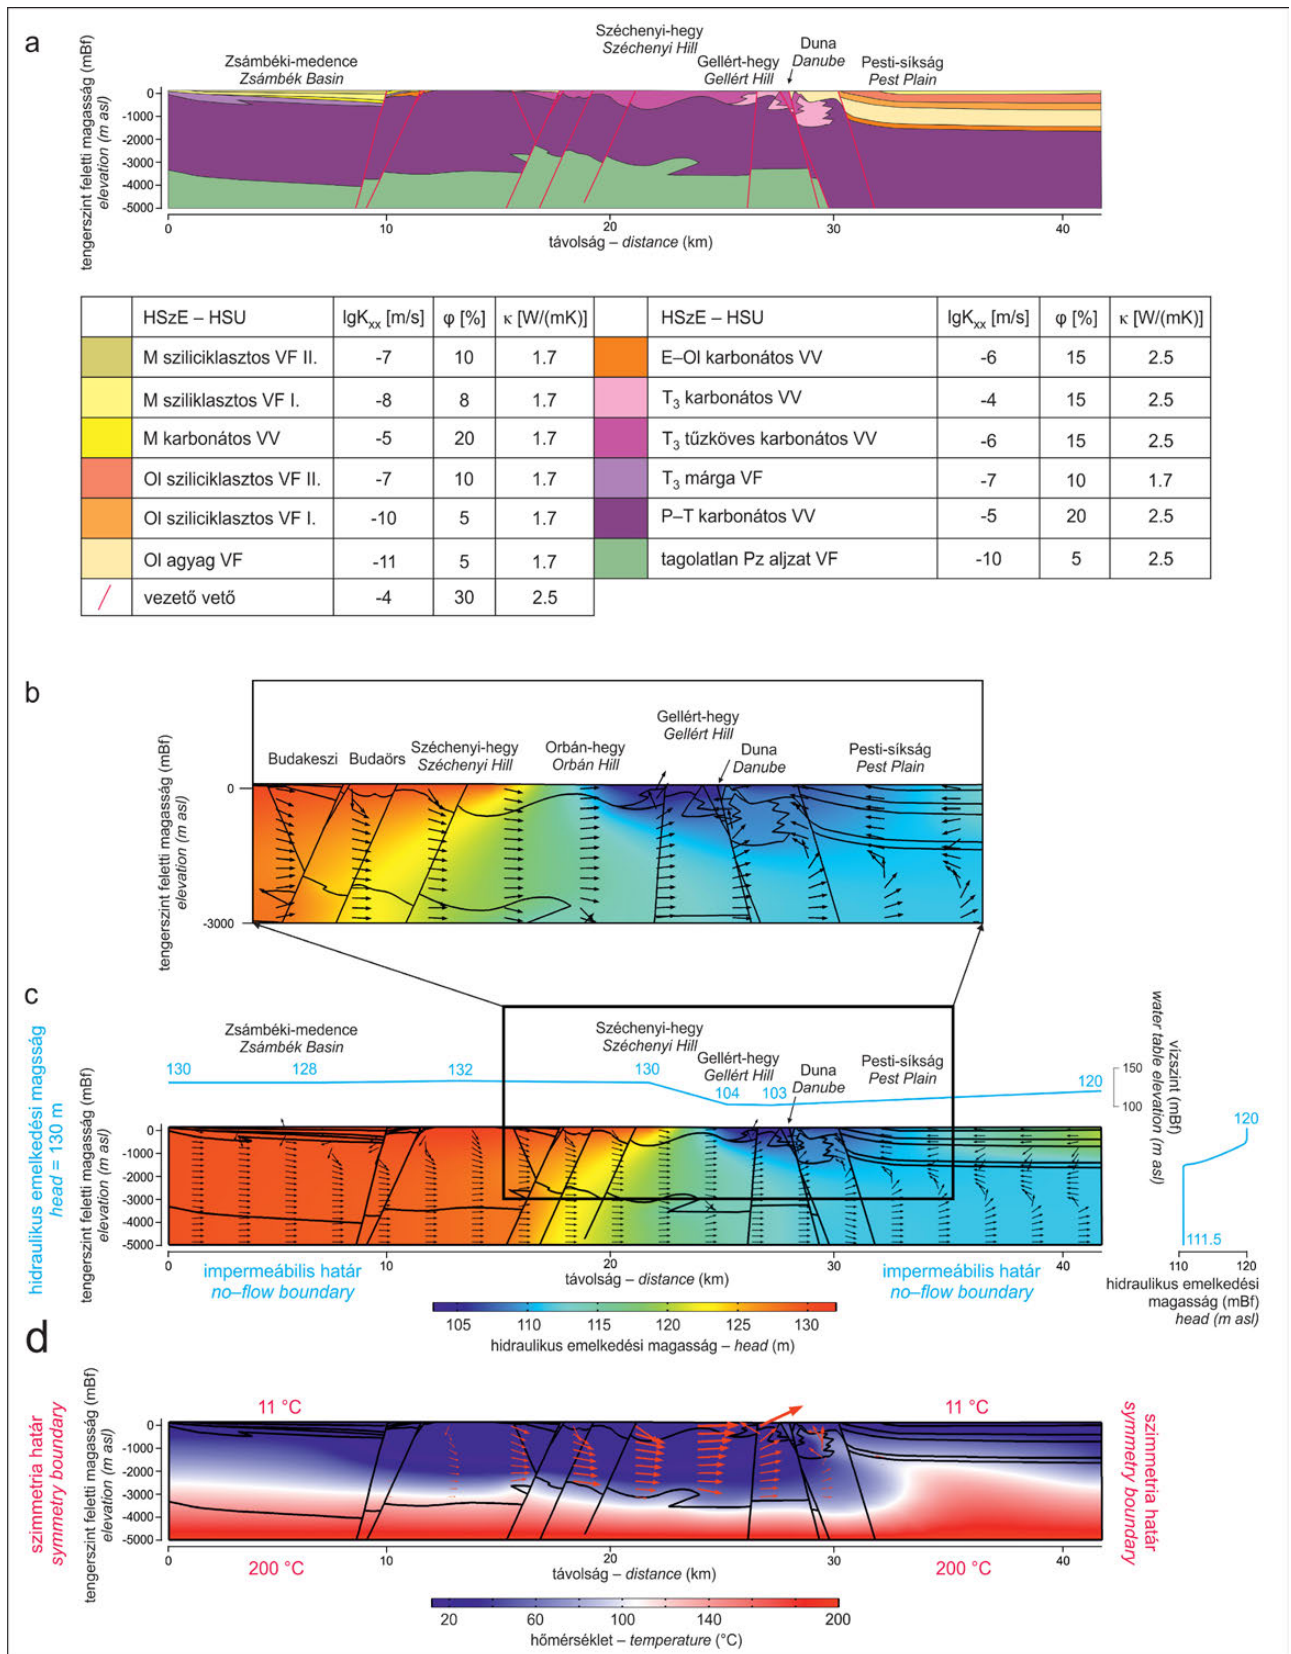 a
tengerszint feletti magasság (mBf)
elevation (m asl)
Zsámbéki-medence
Zsámbék Basin
Széchenyi-hegy
Széchenyi Hill
Gellért-hegy
Gellért Hill
Duna
Danube
Pesti-síkság
Pest Plain
0
-1000
-2000
-3000
-4000
-5000
0 10 20 30 40
távolság – distance (km)
HSzE – HSU lgKxx [m/s] φ [%] κ [W/(mK)] HSzE – HSU lgKxx [m/s] φ [%] κ [W/(mK)]
M sziliciklasztos VF II. -7 10 1.7 E–Ol karbonátos VV -6 15 2.5
M sziliklasztos VF I. -8 8 1.7 T3 karbonátos VV -4 15 2.5
M karbonátos VV -5 20 1.7 T3 tűzköves karbonátos VV -6 15 2.5
Ol sziliciklasztos VF II. -7 10 1.7 T3 márga VF -7 10 1.7
Ol sziliciklasztos VF I. -10 5 1.7 P–T karbonátos VV -5 20 2.5
Ol agyag VF -11 5 1.7 tagolatlan Pz aljzat VF -10 5 2.5
vezető vető -4 30 2.5
b
tengerszint feletti magasság (mBf)
elevation (m asl)
Budakeszi
Budaörs
Széchenyi-hegy
Széchenyi Hill
Orbán-hegy
Orbán Hill
Gellért-hegy
Gellért Hill
Duna
Danube
Pesti-síkság
Pest Plain
0
-3000
c
hidraulikus emelkedési magsság
head = 130 m
tengerszint feletti magasság (mBf)
elevation (m asl)
Zsámbéki-medence
Zsámbék Basin
Széchenyi-hegy
Széchenyi Hill
Gellért-hegy
Gellért Hill
Duna
Danube
Pesti-síkság
Pest Plain
130 128 132 130 104 103 120
150
100
vízszint (mBf)
water table elevation (m asl)
0
-1000
-2000
-3000
-4000
-5000
0 10 20 30 40
impermeábilis határ
no–flow boundary
távolság – distance (km)
impermeábilis határ
no–flow boundary
120
111.5
110 120
hidraulikus emelkedési
magasság (mBf)
head (m asl)
105 110 115 120 125 130
hidraulikus emelkedési magasság – head (m)
d
szimmetria határ
symmetry boundary
tengerszint feletti magasság (mBf)
elevation (m asl)
11 °C
11 °C
0
-1000
-2000
-3000
-4000
-5000
0 10 20 30 40
200 °C
távolság – distance (km)
200 °C
szimmetria határ
symmetry boundary
20 60 100 140 200
hőmérséklet – temperature (°C)